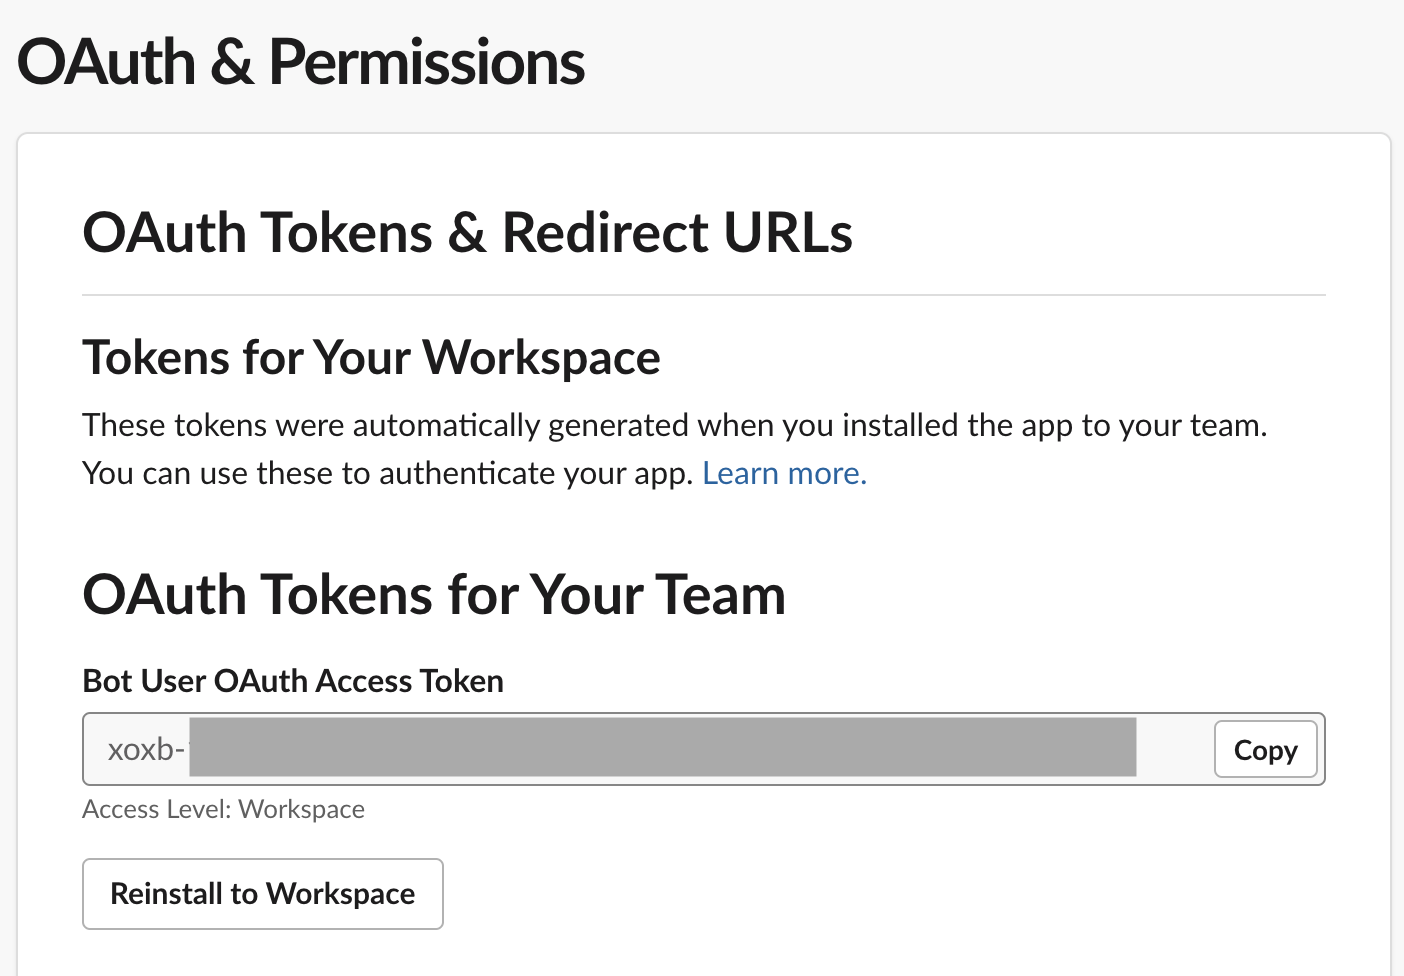 OAuth & Permissions
OAuth Tokens & Redirect URLs
Tokens for Your Workspace
These tokens were automatically generated when you installed the app to your team.
You can use these to authenticate your app. Learn more.
OAuth Tokens for Your Team
Bot User OAuth Access Token
xoxb-
Copy
Access Level: Workspace
Reinstall to Workspace